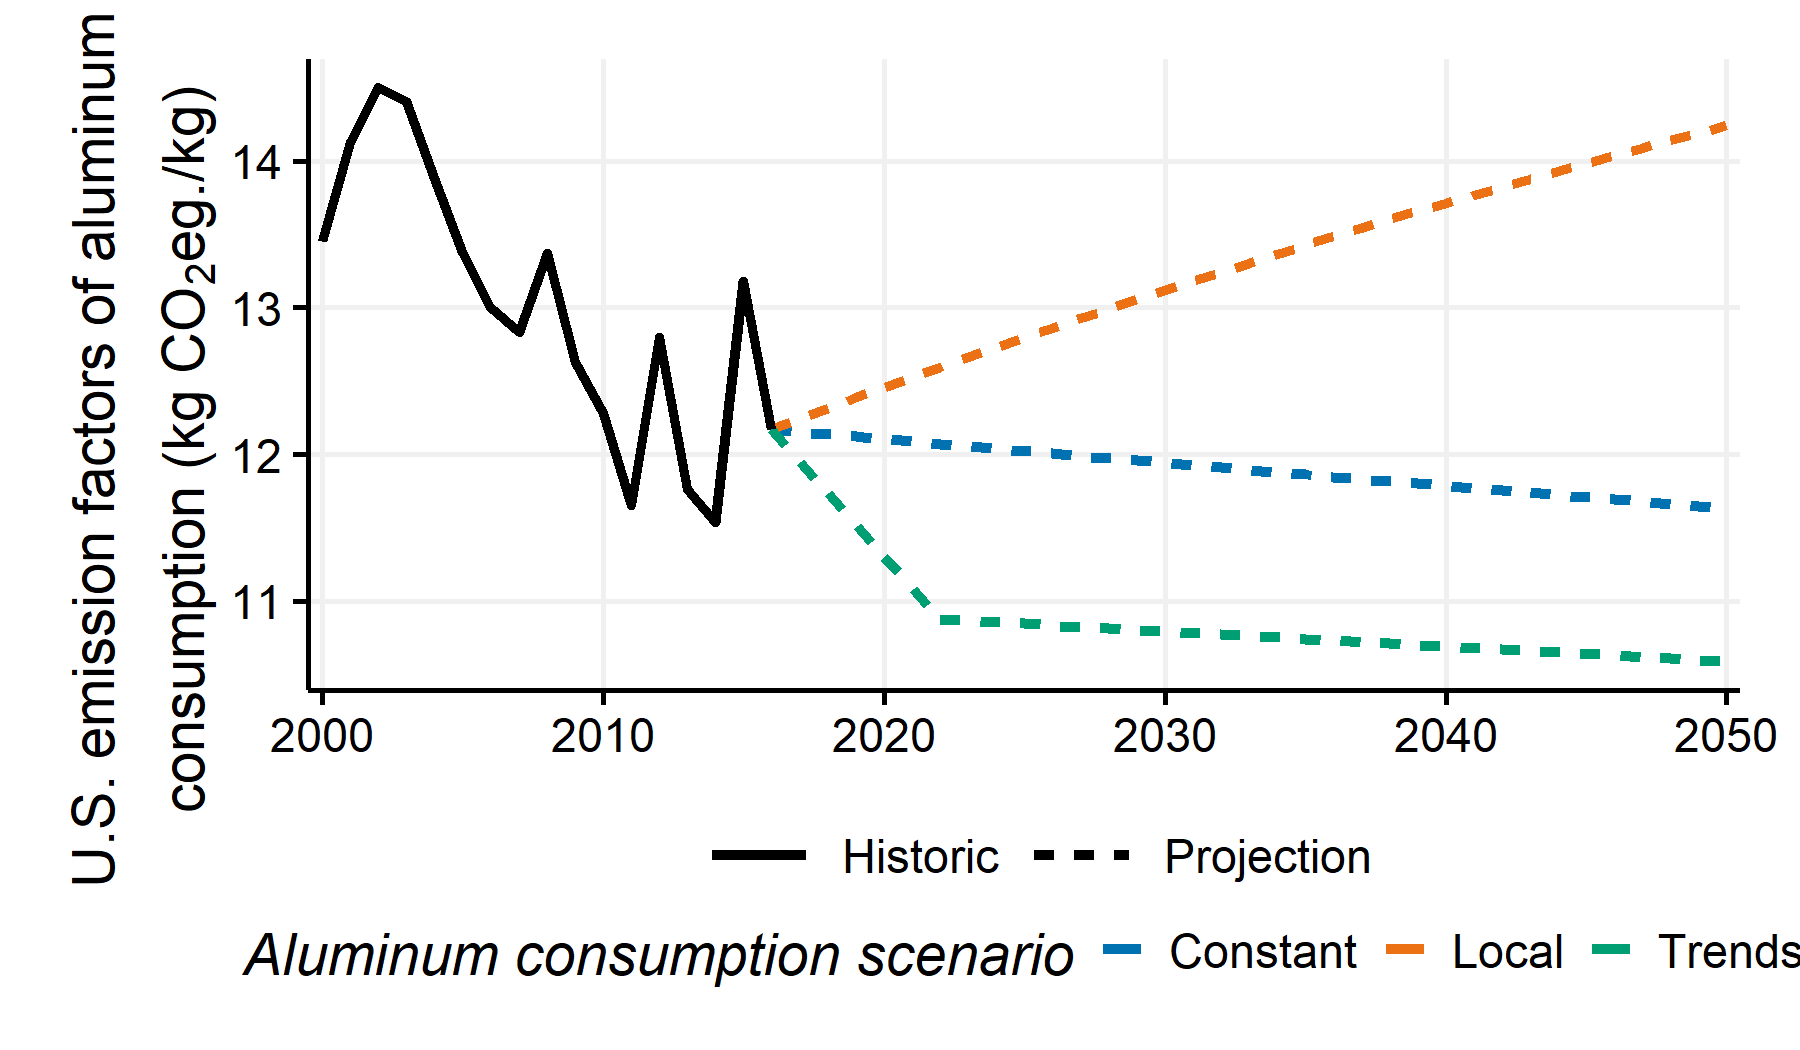 U.S. emission factors of aluminum
consumption (kg CO₂eg./kg)
14
13
12
11
2000 2010 2020 2030 2040 2050
Historic Projection
Aluminum consumption scenario Constant Local Trends